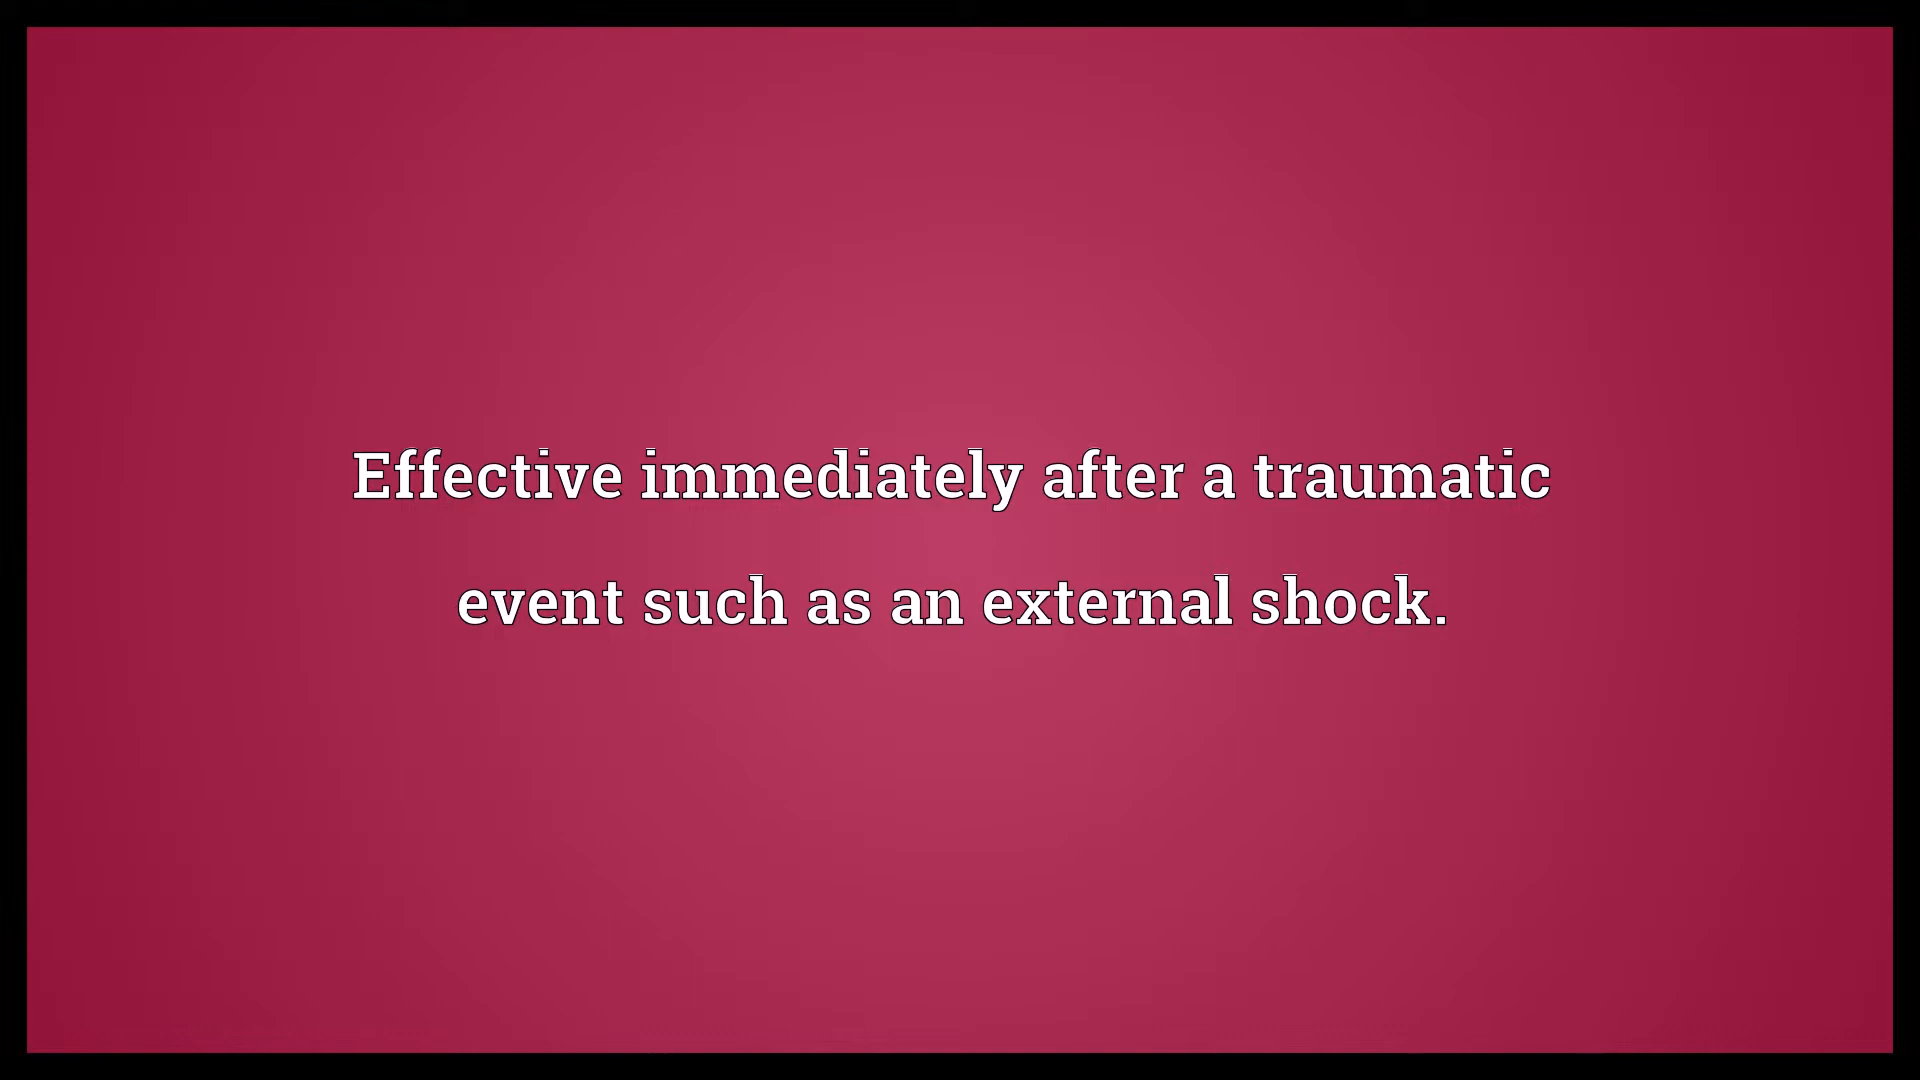 Effective immediately after a traumatic
event such as an external shock.